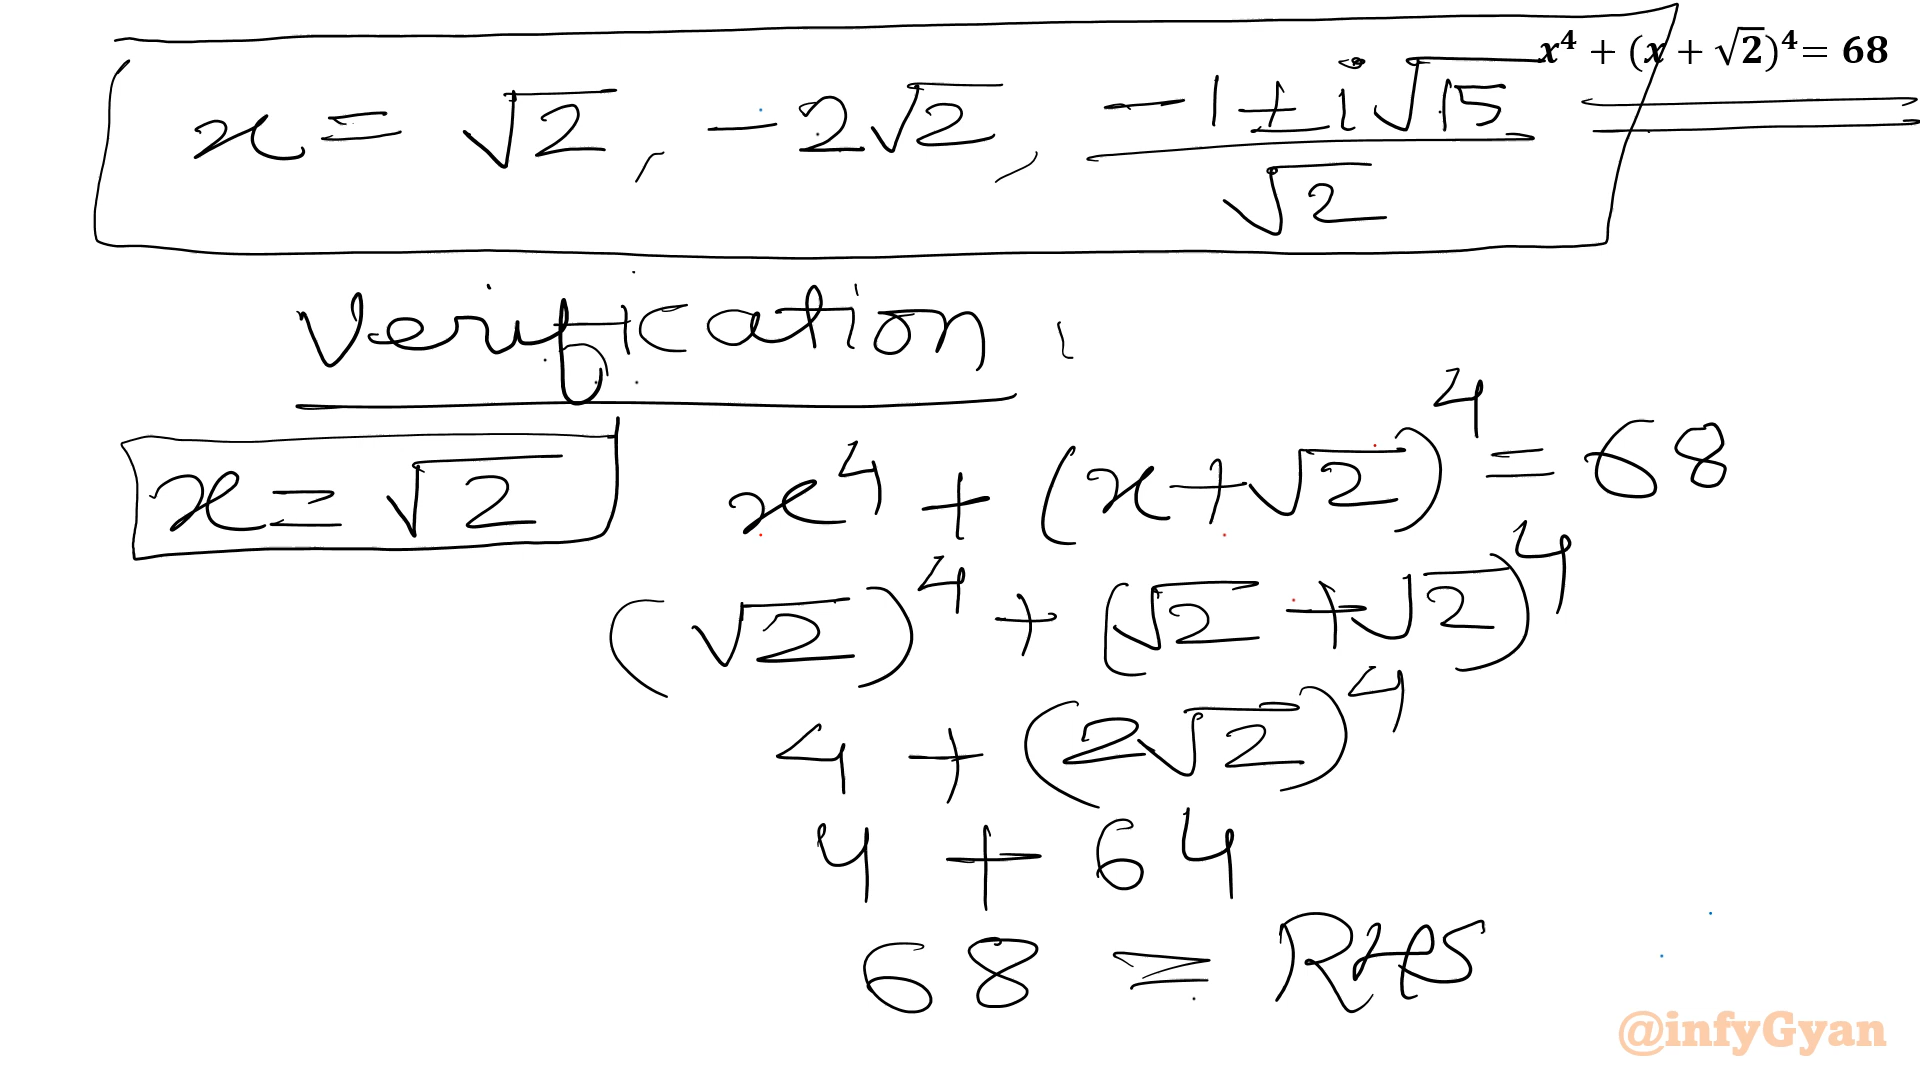 x⁴ + (x + √2)⁴= 68
x = √2, -2√2, (-1 ± i√15)/√2
Verification:
x = √2
x⁴ + (x+√2)⁴ = 68
(√2)⁴ + (√2 + √2)⁴
4 + (2√2)⁴
4 + 64
68 = RHS
@infyGyan